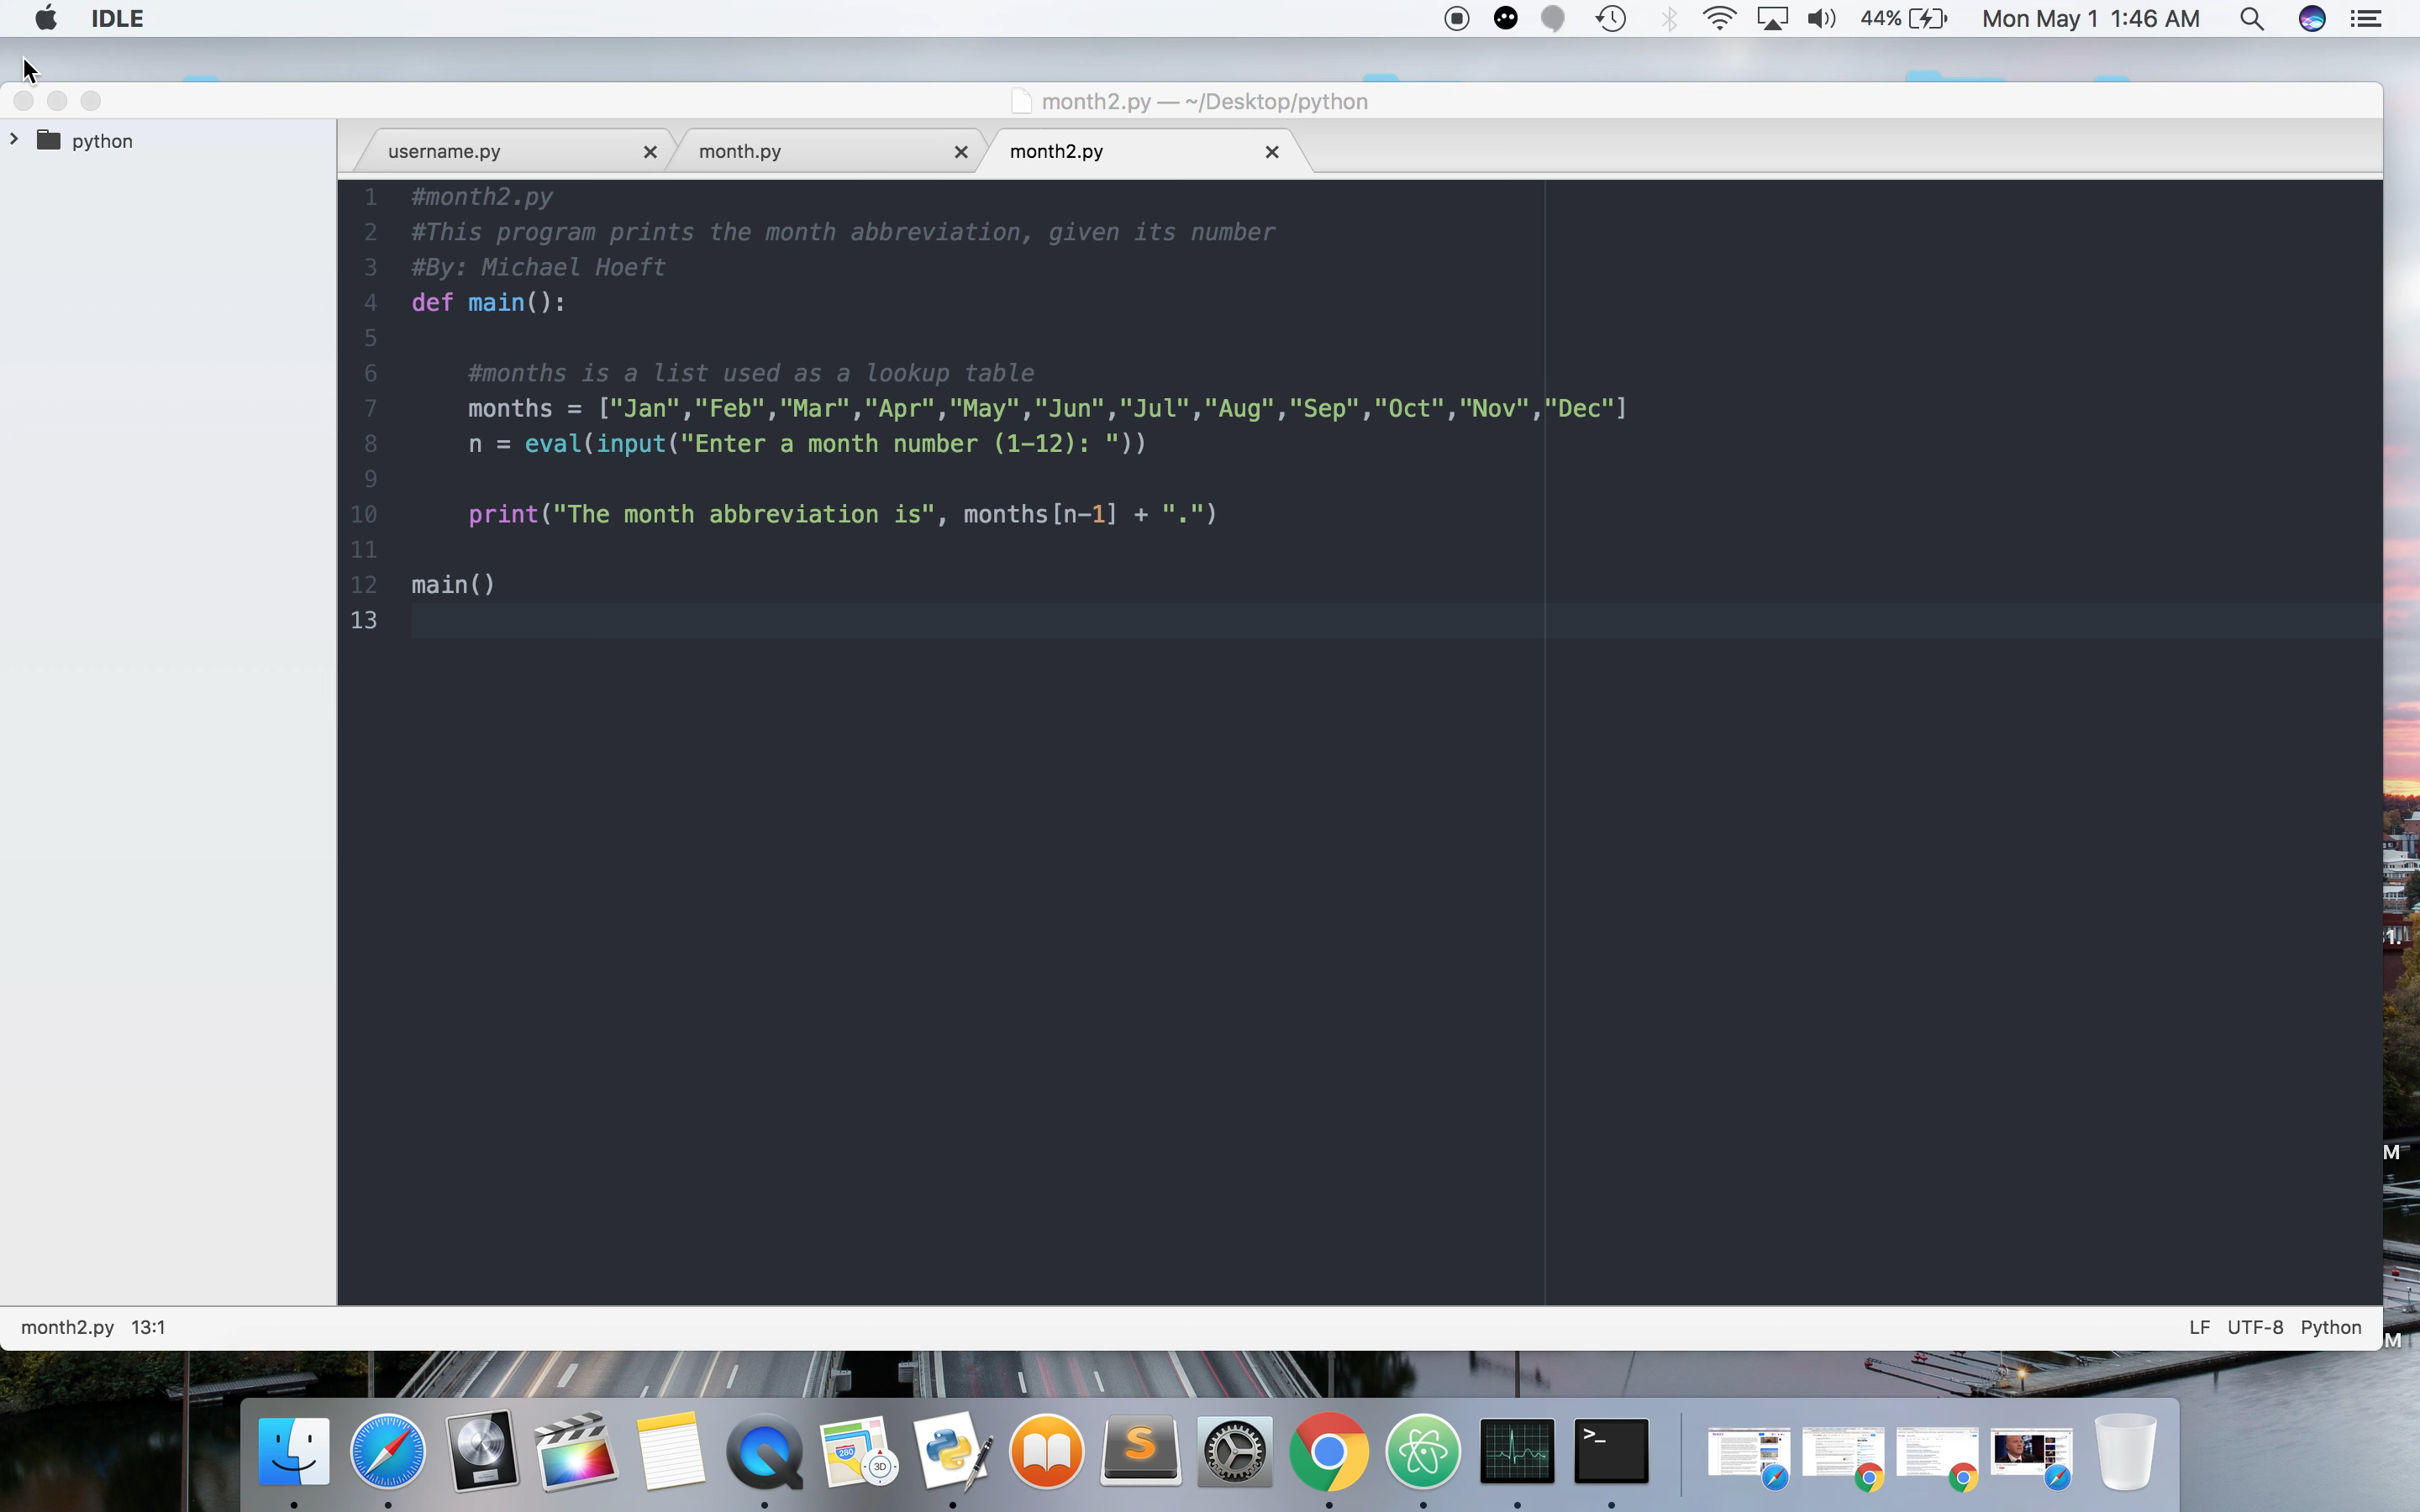 IDLE
44%
Mon May 1 1:46 AM
month2.py — ~/Desktop/python
python
username.py
month.py
month2.py
1 #month2.py
2 #This program prints the month abbreviation, given its number
3 #By: Michael Hoeft
4 def main():
5
6 #months is a list used as a lookup table
7 months = ["Jan","Feb","Mar","Apr","May","Jun","Jul","Aug","Sep","Oct","Nov","Dec"]
8 n = eval(input("Enter a month number (1-12): "))
9
10 print("The month abbreviation is", months[n-1] + ".")
11
12 main()
13
M
month2.py 13:1
LF UTF-8 Python
M
280
3D
S
>_